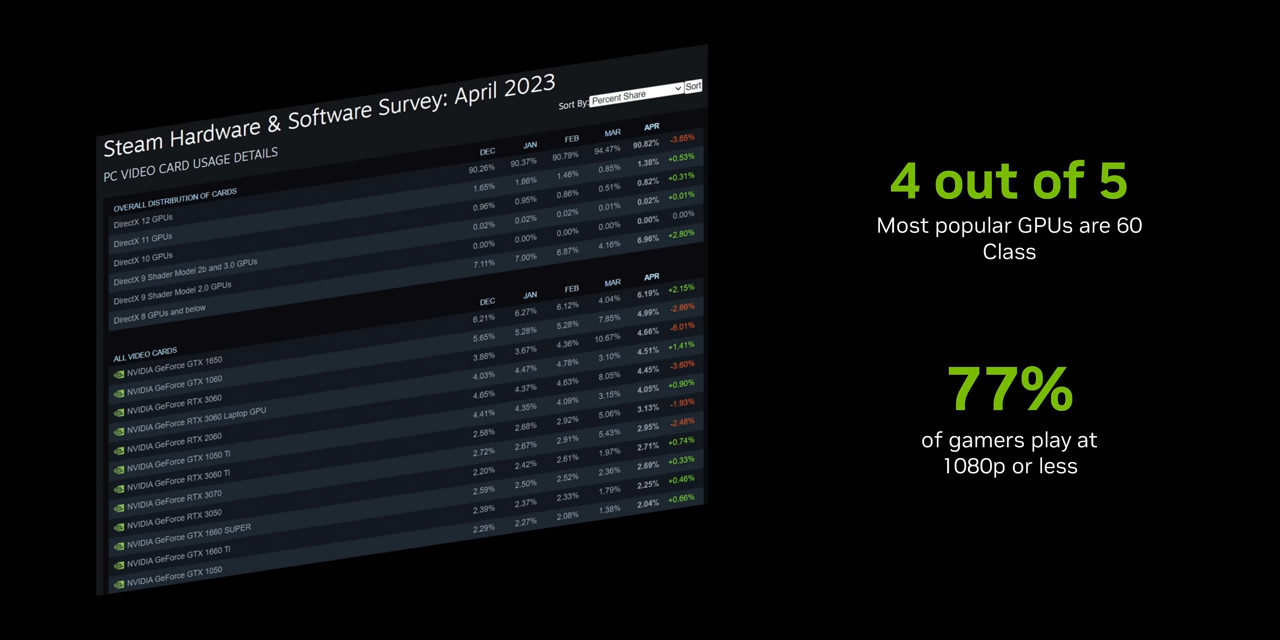 Steam Hardware & Software Survey: April 2023
Sort By: Percent Share Sort
PC VIDEO CARD USAGE DETAILS
DEC JAN FEB MAR APR
OVERALL DISTRIBUTION OF CARDS
DirectX 12 GPUs 90.26% 90.37% 90.79% 94.47% 90.82% -3.65%
DirectX 11 GPUs 1.65% 1.66% 1.46% 0.85% 1.38% +0.53%
DirectX 10 GPUs 0.96% 0.95% 0.86% 0.51% 0.82% +0.31%
DirectX 9 Shader Model 2b and 3.0 GPUs 0.02% 0.02% 0.02% 0.01% 0.02% +0.01%
DirectX 9 Shader Model 2.0 GPUs 0.00% 0.00% 0.00% 0.00% 0.00% 0.00%
DirectX 8 GPUs and below 7.11% 7.00% 6.87% 4.16% 6.96% +2.80%
DEC JAN FEB MAR APR
ALL VIDEO CARDS
NVIDIA GeForce GTX 1650 6.21% 6.27% 6.12% 4.04% 6.19% +2.15%
NVIDIA GeForce GTX 1060 5.65% 5.28% 5.28% 7.85% 4.99% -2.86%
NVIDIA GeForce RTX 3060 3.88% 3.67% 4.36% 10.67% 4.66% -6.01%
NVIDIA GeForce RTX 3060 Laptop GPU 4.03% 4.47% 4.78% 3.10% 4.51% +1.41%
NVIDIA GeForce RTX 2060 4.65% 4.37% 4.63% 8.05% 4.45% -3.60%
NVIDIA GeForce GTX 1050 Ti 4.41% 4.35% 4.09% 3.15% 4.05% +0.90%
NVIDIA GeForce RTX 3060 Ti 2.58% 2.68% 2.92% 5.06% 3.13% -1.93%
NVIDIA GeForce RTX 3070 2.72% 2.67% 2.91% 5.43% 2.95% -2.48%
NVIDIA GeForce RTX 3050 2.20% 2.42% 2.61% 1.97% 2.71% +0.74%
NVIDIA GeForce GTX 1660 SUPER 2.59% 2.50% 2.52% 2.36% 2.69% +0.33%
NVIDIA GeForce GTX 1660 Ti 2.39% 2.37% 2.33% 1.79% 2.25% +0.46%
NVIDIA GeForce GTX 1050 2.29% 2.27% 2.08% 1.38% 2.04% +0.66%
4 out of 5
Most popular GPUs are 60
Class
77%
of gamers play at
1080p or less